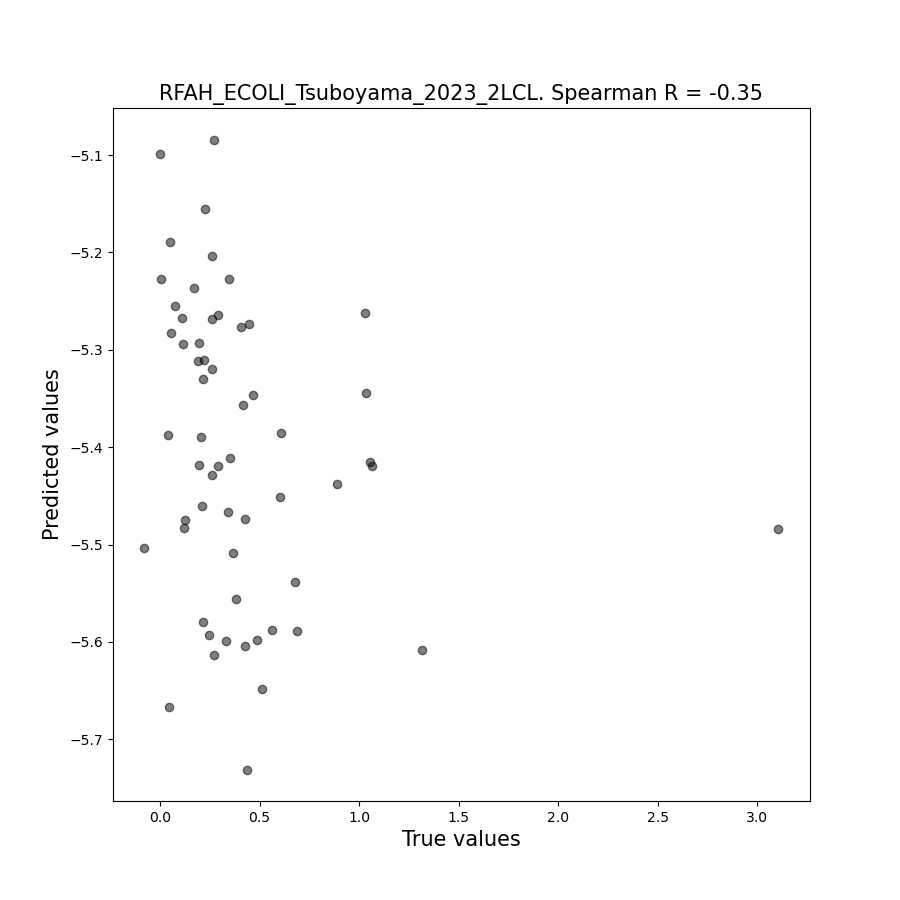 RFAH_ECOLI_Tsuboyama_2023_2LCL. Spearman R = -0.35
Predicted values
−5.1
−5.2
−5.3
−5.4
−5.5
−5.6
−5.7
0.0 0.5 1.0 1.5 2.0 2.5 3.0
True values